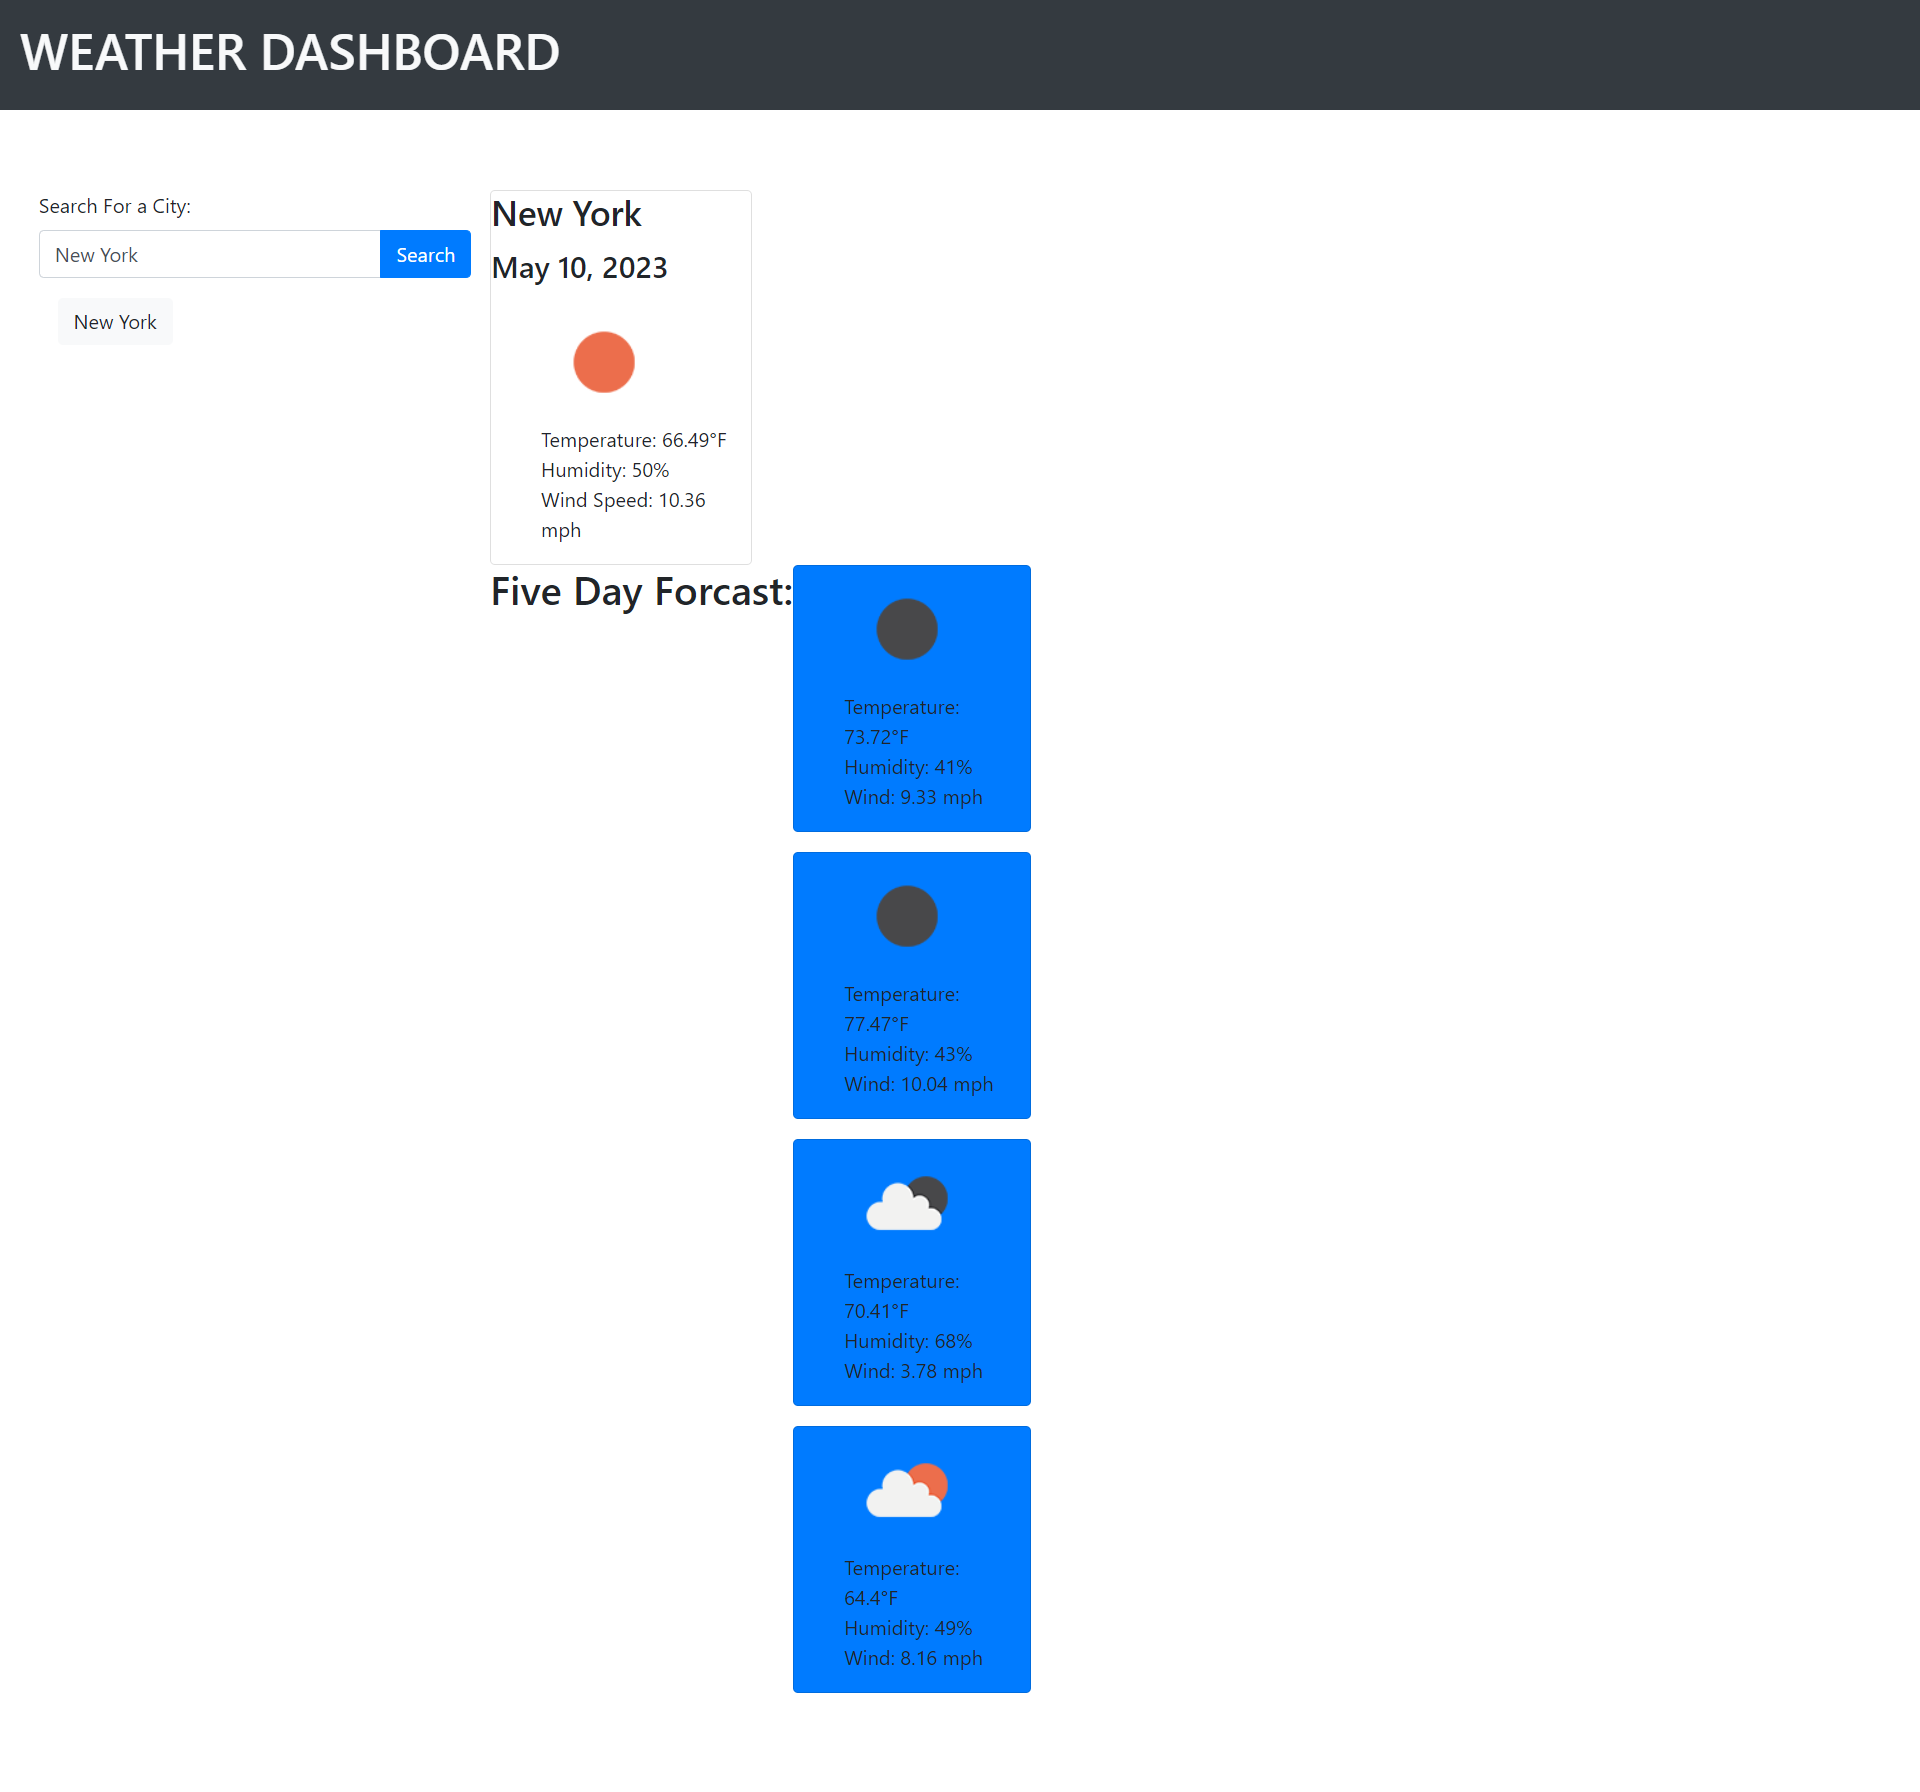 WEATHER DASHBOARD
Search For a City:
New York
Search
New York
New York
May 10, 2023
Temperature: 66.49°F
Humidity: 50%
Wind Speed: 10.36
mph
Five Day Forcast:
Temperature:
73.72°F
Humidity: 41%
Wind: 9.33 mph
Temperature:
77.47°F
Humidity: 43%
Wind: 10.04 mph
Temperature:
70.41°F
Humidity: 68%
Wind: 3.78 mph
Temperature:
64.4°F
Humidity: 49%
Wind: 8.16 mph